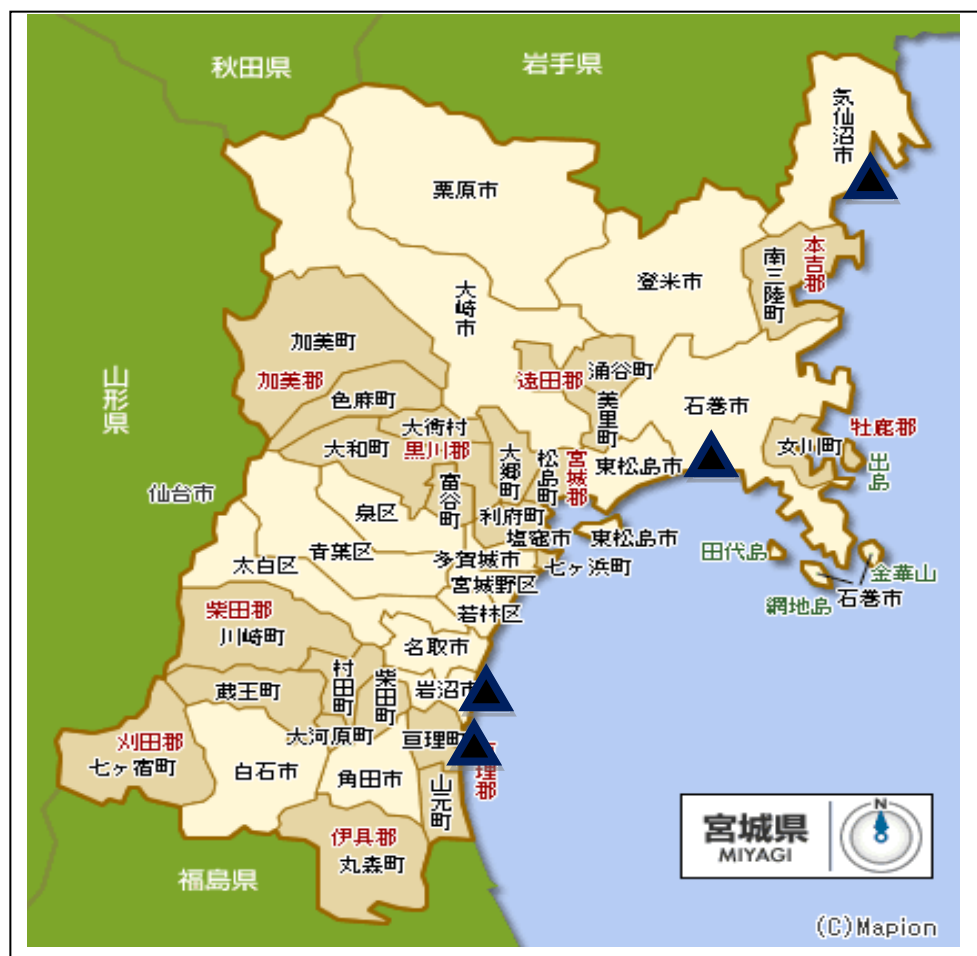 秋田県
岩手県
気仙沼市
栗原市
本吉郡
南三陸町
登米市
大崎市
加美町
山形県
加美郡
遠田郡
涌谷町
色麻町
美里町
石巻市
大衡村
牡鹿郡
大和町
黒川郡
大郷町
松島町
宮城郡
東松島市
女川町
出島
仙台市
富谷町
泉区
利府町
塩竈市
東松島市
青葉区
多賀城市
田代島
太白区
宮城野区
七ヶ浜町
金華山
柴田郡
若林区
網地島
石巻市
川崎町
名取市
村田町
柴田町
蔵王町
岩沼市
刈田郡
大河原町
亘理町
七ヶ宿町
白石市
角田市
理郡
山元町
伊具郡
丸森町
宮城県
MIYAGI
N
福島県
(C)Mapion